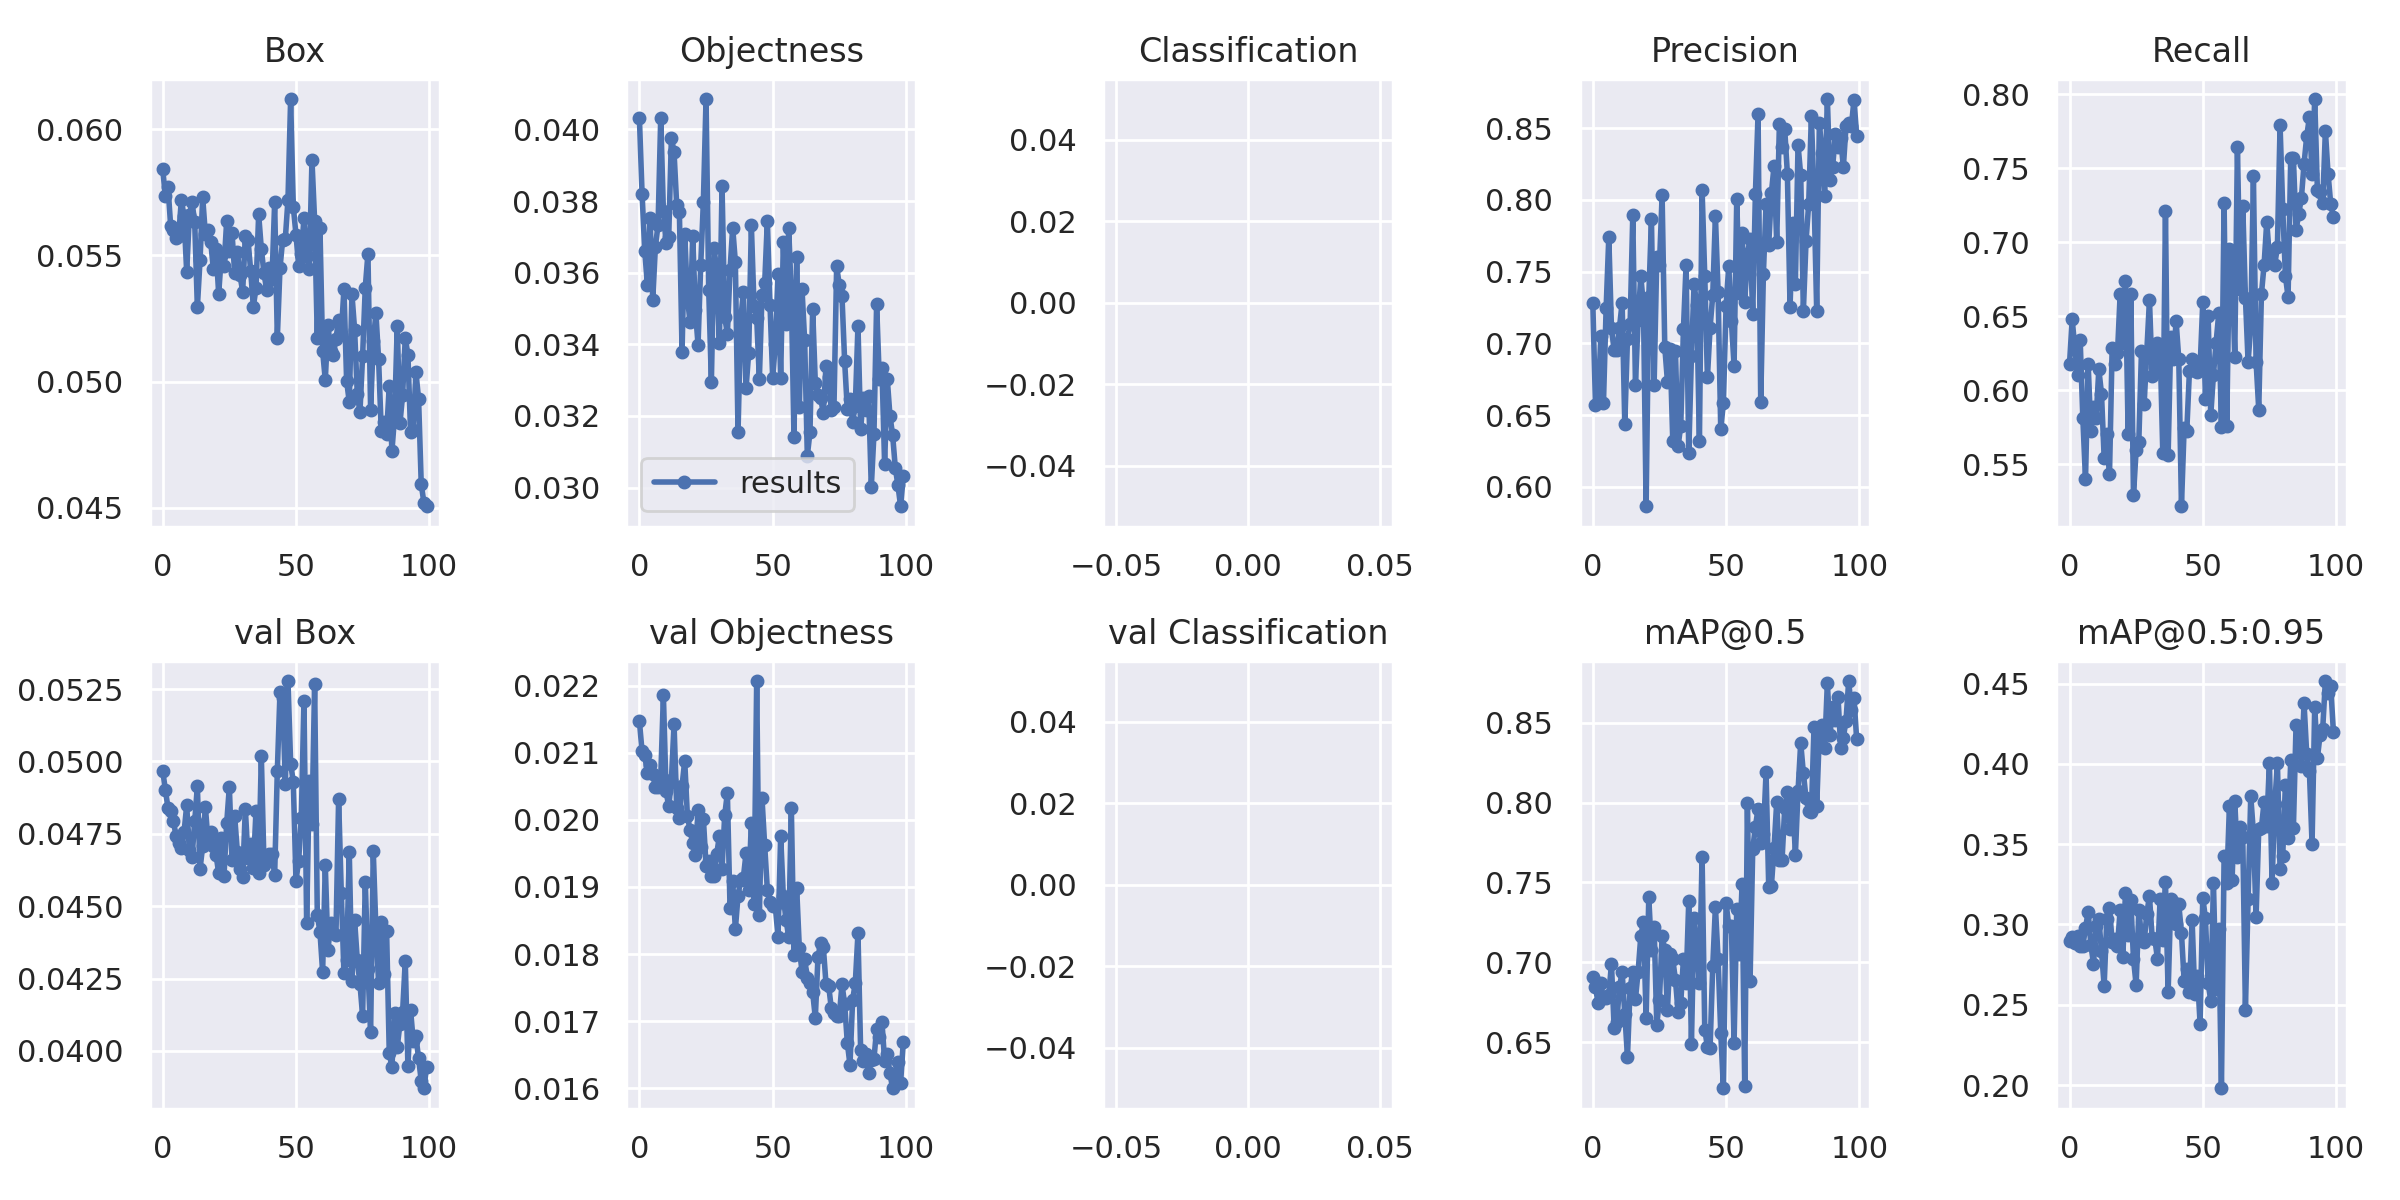 Box
Objectness
Classification
Precision
Recall
0.060
0.055
0.050
0.045
0 50 100
0.040
0.038
0.036
0.034
0.032
0.030
results
0 50 100
0.04
0.02
0.00
−0.02
−0.04
−0.05 0.00 0.05
0.85
0.80
0.75
0.70
0.65
0.60
0 50 100
0.80
0.75
0.70
0.65
0.60
0.55
0 50 100
val Box
val Objectness
val Classification
mAP@0.5
mAP@0.5:0.95
0.0525
0.0500
0.0475
0.0450
0.0425
0.0400
0 50 100
0.022
0.021
0.020
0.019
0.018
0.017
0.016
0 50 100
0.04
0.02
0.00
−0.02
−0.04
−0.05 0.00 0.05
0.85
0.80
0.75
0.70
0.65
0 50 100
0.45
0.40
0.35
0.30
0.25
0.20
0 50 100